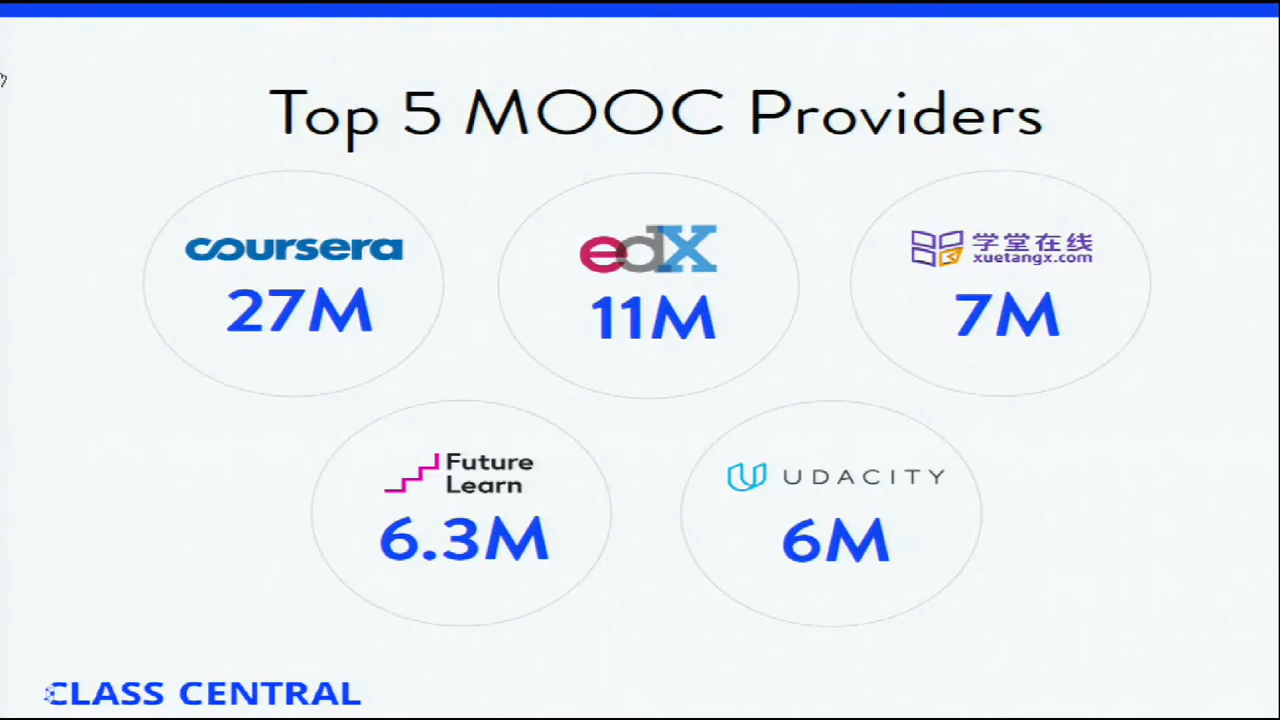 Top 5 MOOC Providers
coursera
27M
edX
11M
学堂在线
xuetangx.com
7M
Future
Learn
6.3M
UDACITY
6M
CLASS CENTRAL